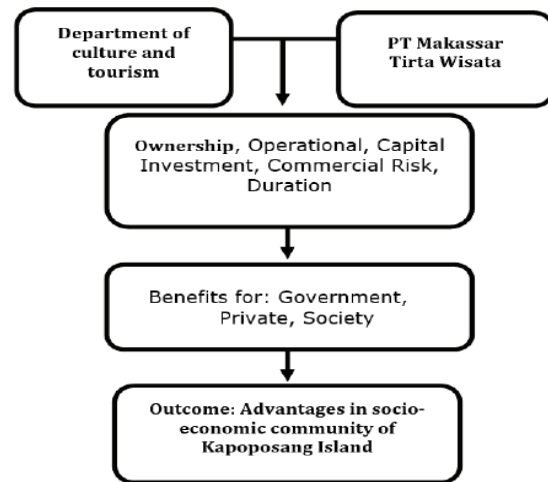 Department of
culture and
tourism
PT Makassar
Tirta Wisata
Ownership, Operational, Capital
Investment, Commercial Risk,
Duration
Benefits for: Government,
Private, Society
Outcome: Advantages in socio-
economic community of
Kapoposang Island